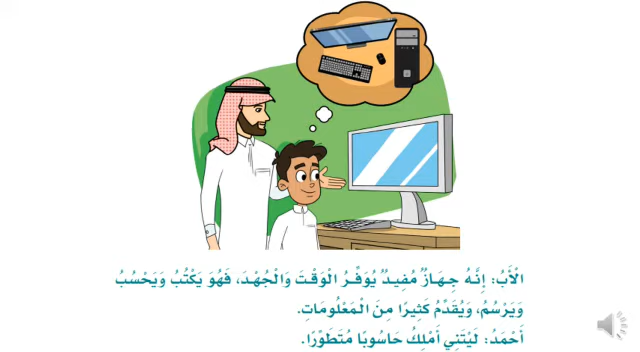 الْأَبُ: إِنَّهُ جِهَازٌ مُفِيدٌ يُوَفِّرُ الْوَقْتَ وَالْجُهْدَ، فَهُوَ يَكْتُبُ وَيَحْسُبُ
وَيَرْسُمُ، وَيُقَدِّمُ كَثِيرًا مِنَ الْمَعْلُومَاتِ.
أَحْمَدُ: لَيْتَنِي أَمْلِكُ حَاسُوبًا مُتَطَوِّرًا.